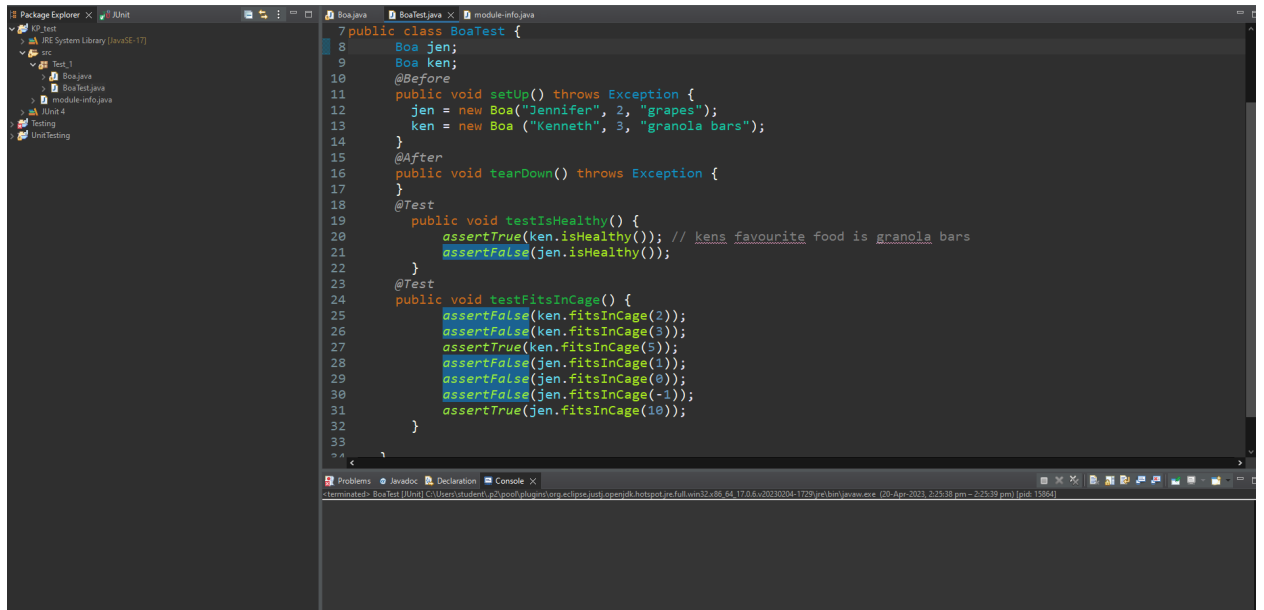 Package Explorer JUnit
KP_test
JRE System Library [JavaSE-17]
src
Test_1
Boa.java
BoaTest.java
module-info.java
JUnit 4
Testing
UnitTesting
Boa.java BoaTest.java module-info.java
7 public class BoaTest {
8 Boa jen;
9 Boa ken;
10 @Before
11 public void setUp() throws Exception {
12 jen = new Boa("Jennifer", 2, "grapes");
13 ken = new Boa ("Kenneth", 3, "granola bars");
14 }
15 @After
16 public void tearDown() throws Exception {
17 }
18 @Test
19 public void testIsHealthy() {
20 assertTrue(ken.isHealthy()); // kens favourite food is granola bars
21 assertFalse(jen.isHealthy());
22 }
23 @Test
24 public void testFitsInCage() {
25 assertFalse(ken.fitsInCage(2));
26 assertFalse(ken.fitsInCage(3));
27 assertTrue(ken.fitsInCage(5));
28 assertFalse(jen.fitsInCage(1));
29 assertFalse(jen.fitsInCage(0));
30 assertFalse(jen.fitsInCage(-1));
31 assertTrue(jen.fitsInCage(10));
32 }
33
34 }
Problems Javadoc Declaration Console
<terminated> BoaTest [JUnit] C:\Users\student\.p2\pool\plugins\org.eclipse.justj.openjdk.hotspot.jre.full.win32.x86_64_17.0.6.v20230204-1729\jre\bin\javaw.exe (20-Apr-2023, 2:25:38 pm – 2:25:39 pm) [pid: 15864]